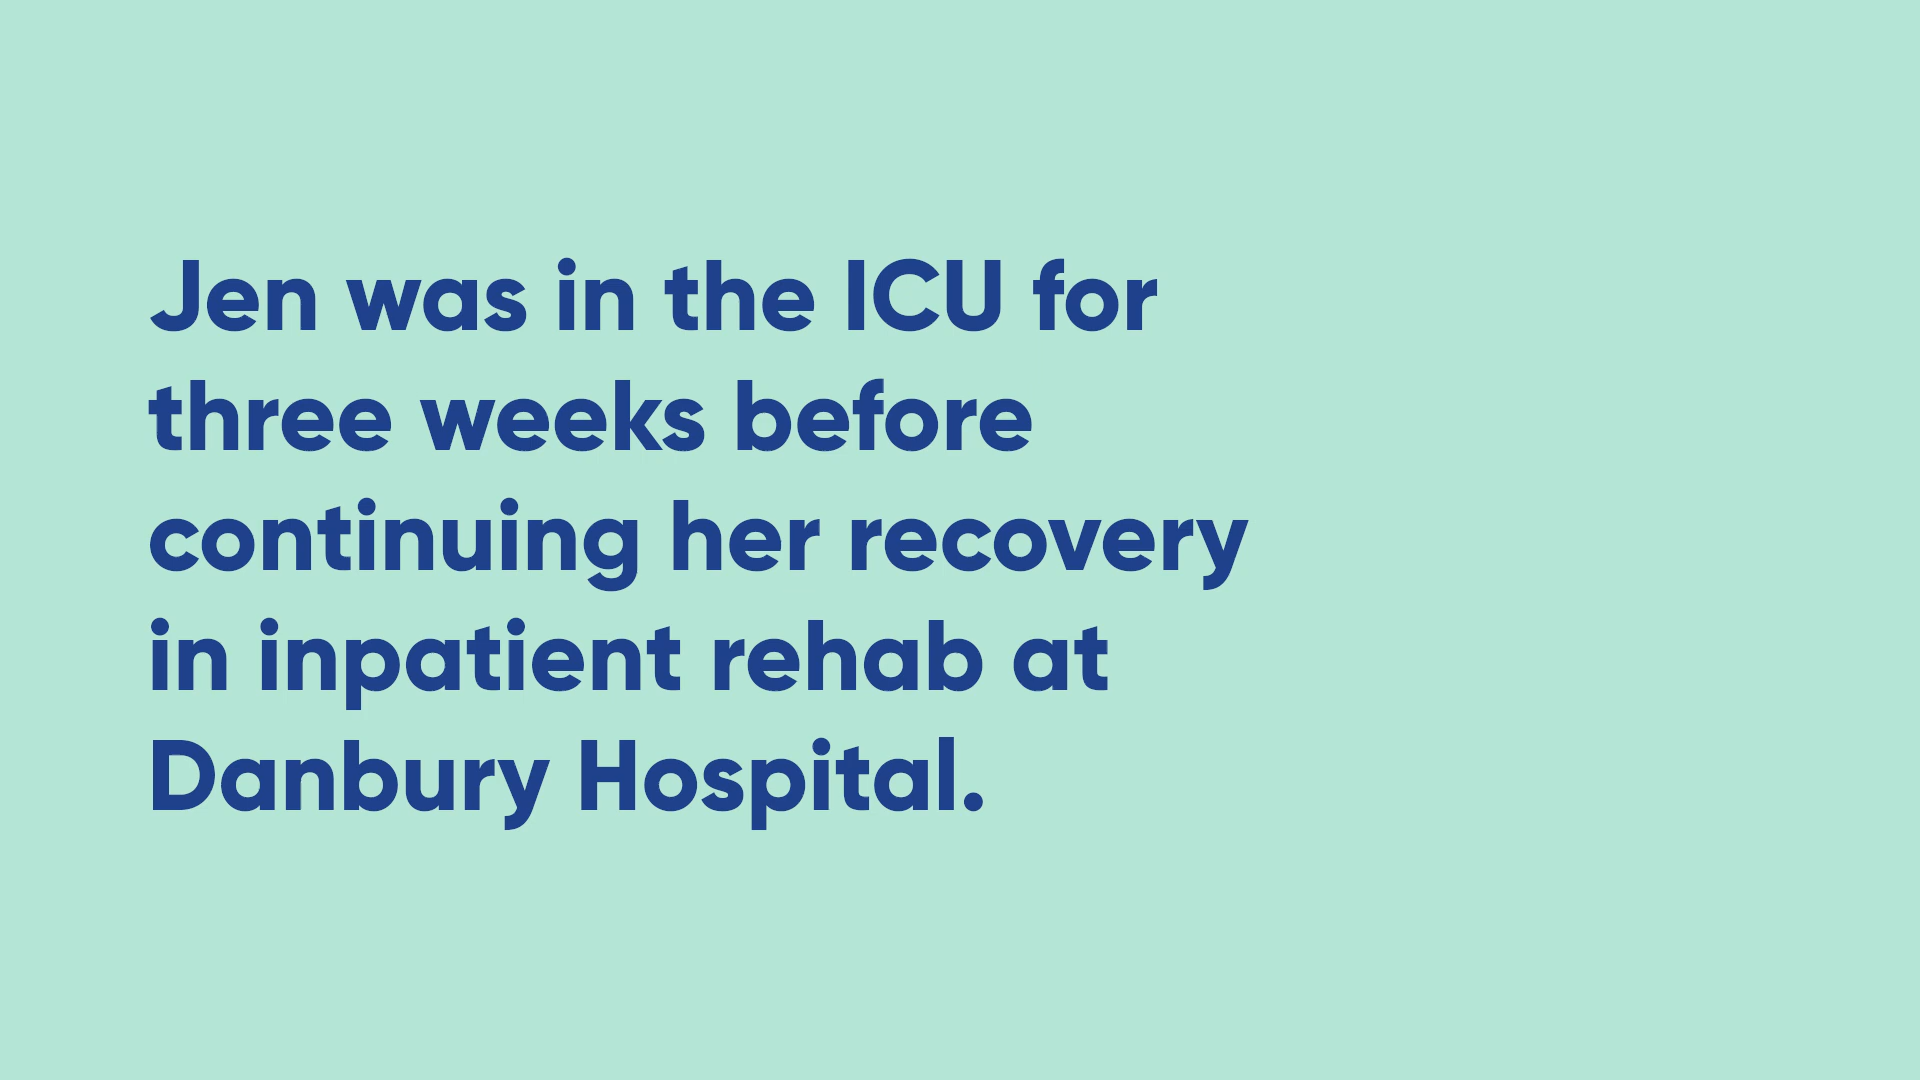 Jen was in the ICU for
three weeks before
continuing her recovery
in inpatient rehab at
Danbury Hospital.